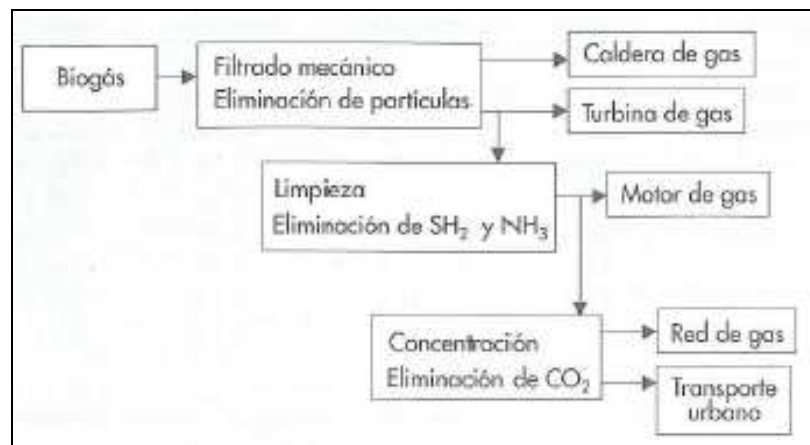 Biogás
Filtrado mecánico
Eliminación de partículas
Caldera de gas
Turbina de gas
Limpieza
Eliminación de SH₂ y NH₃
Motor de gas
Concentración
Eliminación de CO₂
Red de gas
Transporte
urbano